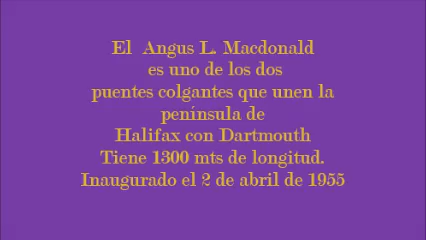 El Angus L. Macdonald
es uno de los dos
puentes colgantes que unen la
península de
Halifax con Dartmouth
Tiene 1300 mts de longitud.
Inaugurado el 2 de abril de 1955